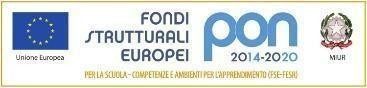 FONDI
STRUTTURALI
EUROPEI
pon
2014-2020
Unione Europea
MIUR
PER LA SCUOLA - COMPETENZE E AMBIENTI PER L'APPRENDIMENTO (FSE-FESR)